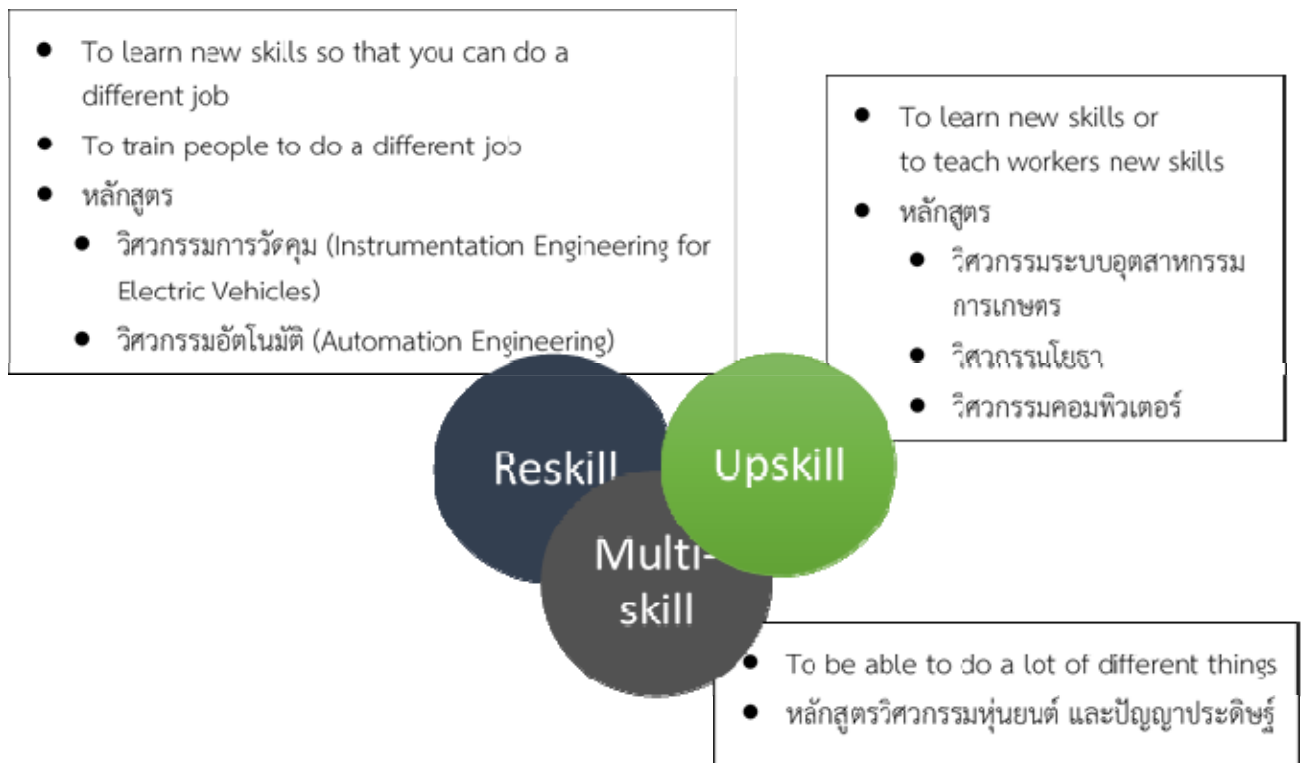 ● To learn new skills so that you can do a
different job
● To train people to do a different job
● หลักสูตร
● วิศวกรรมการวัดคุม (Instrumentation Engineering for
Electric Vehicles)
● วิศวกรรมอัตโนมัติ (Automation Engineering)
● To learn new skills or
to teach workers new skills
● หลักสูตร
● วิศวกรรมระบบอุตสาหกรรม
การเกษตร
● วิศวกรรมโยธา
● วิศวกรรมคอมพิวเตอร์
Reskill
Upskill
Multi-
skill
● To be able to do a lot of different things
● หลักสูตรวิศวกรรมหุ่นยนต์ และปัญญาประดิษฐ์